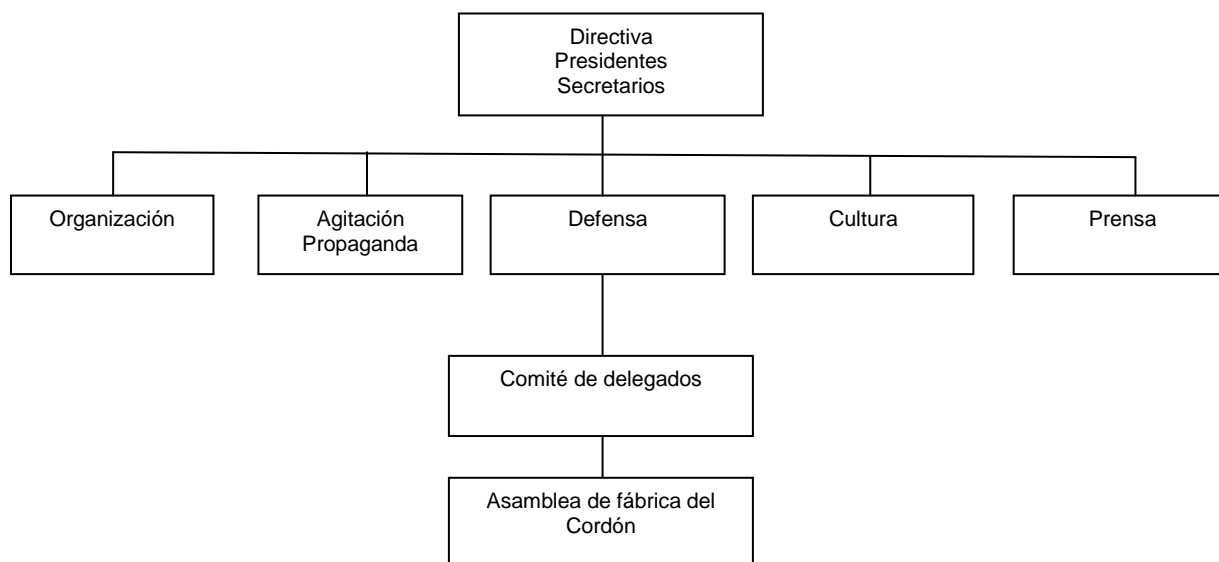 Directiva
Presidentes
Secretarios
Organización
Agitación
Propaganda
Defensa
Cultura
Prensa
Comité de delegados
Asamblea de fábrica del
Cordón